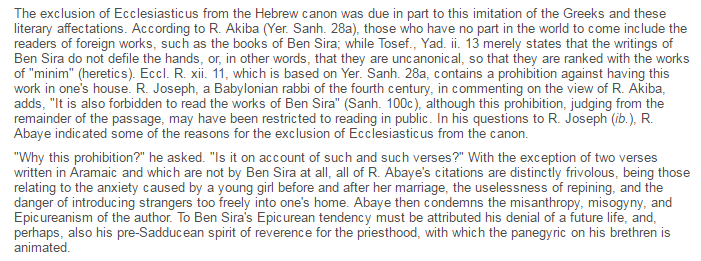 The exclusion of Ecclesiasticus from the Hebrew canon was due in part to this imitation of the Greeks and these
literary affectations. According to R. Akiba (Yer. Sanh. 28a), those who have no part in the world to come include the
readers of foreign works, such as the books of Ben Sira; while Tosef., Yad. ii. 13 merely states that the writings of
Ben Sira do not defile the hands, or, in other words, that they are uncanonical, so that they are ranked with the works
of "minim" (heretics). Eccl. R. xii. 11, which is based on Yer. Sanh. 28a, contains a prohibition against having this
work in one's house. R. Joseph, a Babylonian rabbi of the fourth century, in commenting on the view of R. Akiba,
adds, "It is also forbidden to read the works of Ben Sira" (Sanh. 100c), although this prohibition, judging from the
remainder of the passage, may have been restricted to reading in public. In his questions to R. Joseph (ib.), R.
Abaye indicated some of the reasons for the exclusion of Ecclesiasticus from the canon.
"Why this prohibition?" he asked. "Is it on account of such and such verses?" With the exception of two verses
written in Aramaic and which are not by Ben Sira at all, all of R. Abaye's citations are distinctly frivolous, being those
relating to the anxiety caused by a young girl before and after her marriage, the uselessness of repining, and the
danger of introducing strangers too freely into one's home. Abaye then condemns the misanthropy, misogyny, and
Epicureanism of the author. To Ben Sira's Epicurean tendency must be attributed his denial of a future life, and,
perhaps, also his pre-Sadducean spirit of reverence for the priesthood, with which the panegyric on his brethren is
animated.